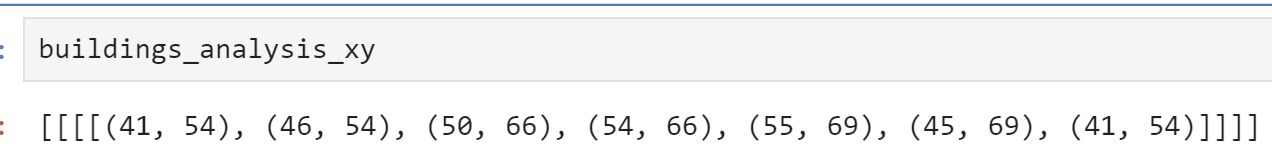 : buildings_analysis_xy
: [[[[(41, 54), (46, 54), (50, 66), (54, 66), (55, 69), (45, 69), (41, 54)]]]]